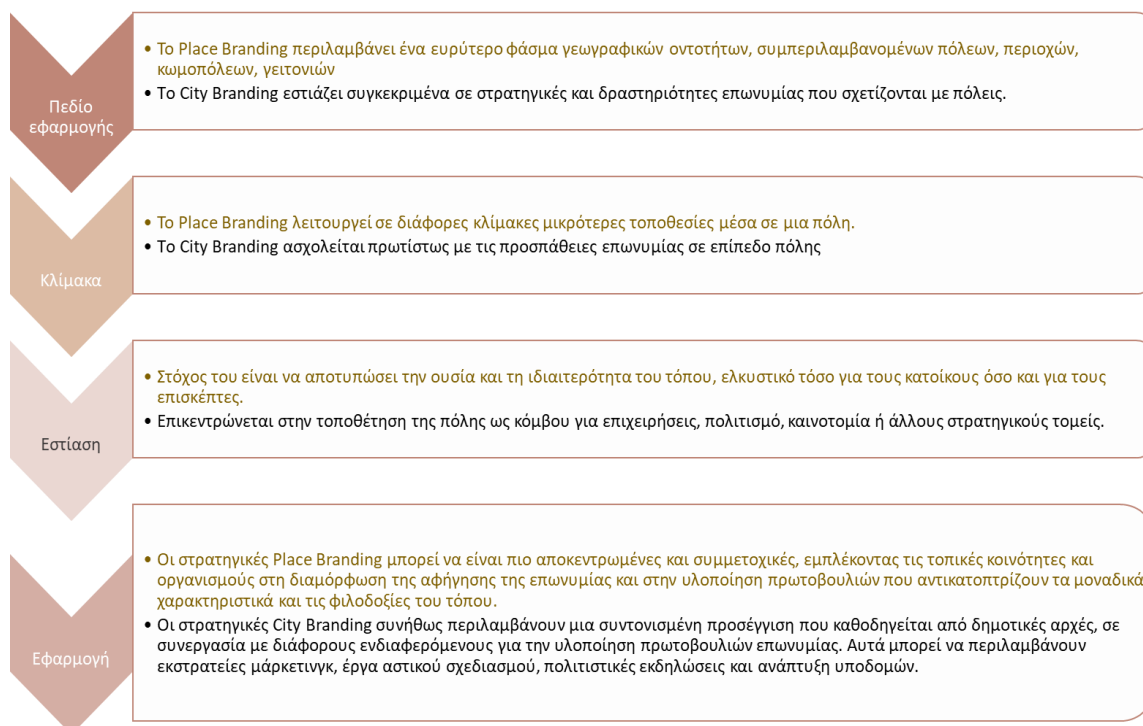 Πεδίο
εφαρμογής
• Το Place Branding περιλαμβάνει ένα ευρύτερο φάσμα γεωγραφικών οντοτήτων, συμπεριλαμβανομένων πόλεων, περιοχών,
κωμοπόλεων, γειτονιών
• Το City Branding εστιάζει συγκεκριμένα σε στρατηγικές και δραστηριότητες επωνυμίας που σχετίζονται με πόλεις.
Κλίμακα
• Το Place Branding λειτουργεί σε διάφορες κλίμακες μικρότερες τοποθεσίες μέσα σε μια πόλη.
• Το City Branding ασχολείται πρωτίστως με τις προσπάθειες επωνυμίας σε επίπεδο πόλης
Εστίαση
• Στόχος του είναι να αποτυπώσει την ουσία και τη ιδιαιτερότητα του τόπου, ελκυστικό τόσο για τους κατοίκους όσο και για τους
επισκέπτες.
• Επικεντρώνεται στην τοποθέτηση της πόλης ως κόμβου για επιχειρήσεις, πολιτισμό, καινοτομία ή άλλους στρατηγικούς τομείς.
Εφαρμογή
• Οι στρατηγικές Place Branding μπορεί να είναι πιο αποκεντρωμένες και συμμετοχικές, εμπλέκοντας τις τοπικές κοινότητες και
οργανισμούς στη διαμόρφωση της αφήγησης της επωνυμίας και στην υλοποίηση πρωτοβουλιών που αντικατοπτρίζουν τα μοναδικά
χαρακτηριστικά και τις φιλοδοξίες του τόπου.
• Οι στρατηγικές City Branding συνήθως περιλαμβάνουν μια συντονισμένη προσέγγιση που καθοδηγείται από δημοτικές αρχές, σε
συνεργασία με διάφορους ενδιαφερόμενους για την υλοποίηση πρωτοβουλιών επωνυμίας. Αυτά μπορεί να περιλαμβάνουν
εκστρατείες μάρκετινγκ, έργα αστικού σχεδιασμού, πολιτιστικές εκδηλώσεις και ανάπτυξη υποδομών.